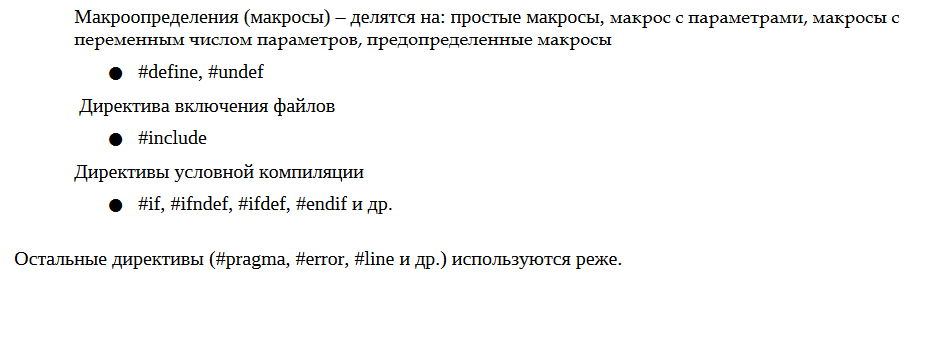 Макроопределения (макросы) – делятся на: простые макросы, макрос с параметрами, макросы с
переменным числом параметров, предопределенные макросы
● #define, #undef
Директива включения файлов
● #include
Директивы условной компиляции
● #if, #ifndef, #ifdef, #endif и др.
Остальные директивы (#pragma, #error, #line и др.) используются реже.